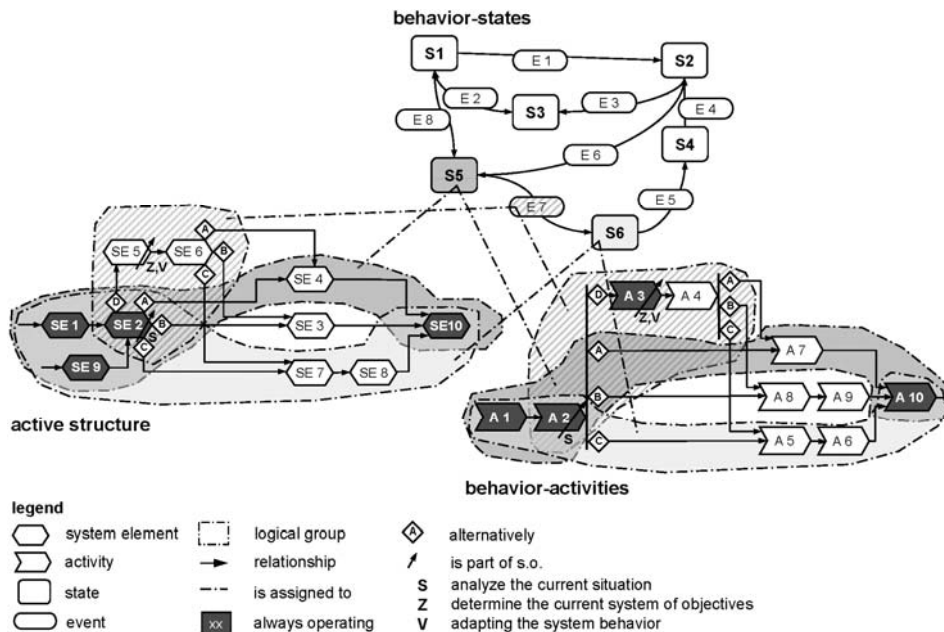 behavior-states
S1
E 1
S2
E 2
S3
E 3
E 4
E 8
S4
E 6
S5
E 7
E 5
S6
A
SE 5
SE 6
B
Z,V
C
SE 4
D
A
SE 1
SE 2
B
SE 3
SE10
S
C
SE 9
SE 7
SE 8
active structure
D
A 3
A 4
A
Z,V
B
C
A
A 7
A 1
A 2
B
A 8
A 9
A 10
S
C
A 5
A 6
behavior-activities
legend
system element
logical group
A
alternatively
activity
relationship
is part of s.o.
state
is assigned to
S
analyze the current situation
event
xx
always operating
Z
determine the current system of objectives
V
adapting the system behavior